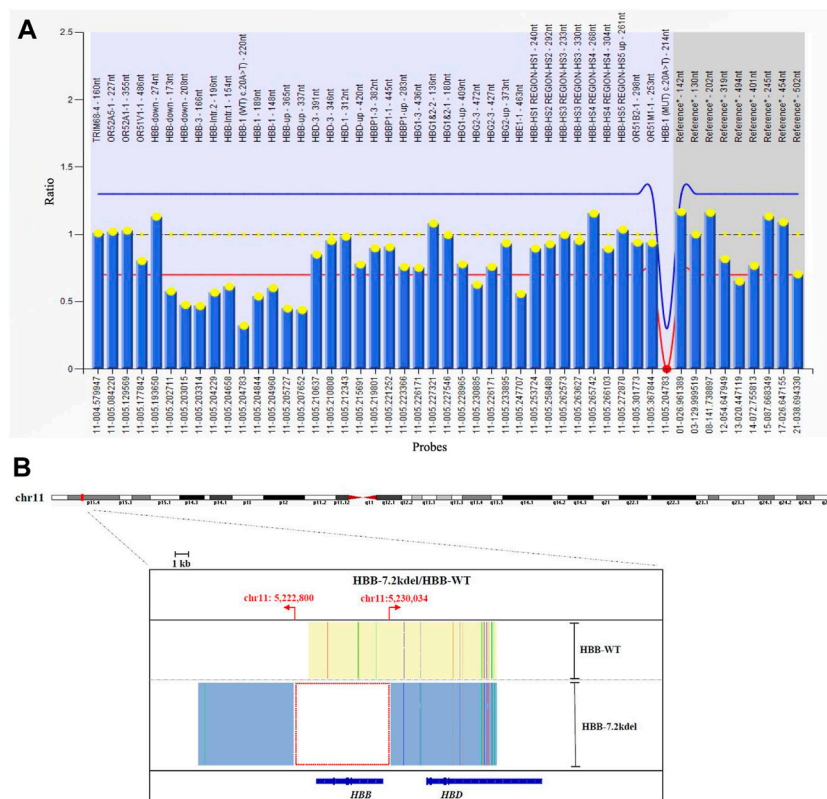 A
2.5
2
1.5
1
0.5
0
Ratio
TRIM68-4 - 160nt
OR52A5-1 - 227nt
OR52A1-1 - 355nt
OR51V1-1 - 486nt
HBB-down - 274nt
HBB-down - 173nt
HBB-down - 208nt
HBB-3 - 166nt
HBB-Intr.2 - 196nt
HBB-Intr.1 - 154nt
HBB-1 (WT) c.20A>T) - 220nt
HBB-1 - 189nt
HBB-1 - 148nt
HBB-up - 365nt
HBB-up - 337nt
HBD-3 - 391nt
HBD-3 - 346nt
HBD-1 - 312nt
HBD-up - 420nt
HBBP1-3 - 382nt
HBBP1-1 - 445nt
HBBP1-up - 283nt
HBG1-3 - 436nt
HBG1&2-2 - 136nt
HBG1&2-1 - 180nt
HBG1-up - 409nt
HBG2-3 - 472nt
HBG2-3 - 427nt
HBG2-up - 373nt
HBE1-1 - 463nt
HBB-HS1 REGION-HS1 - 240nt
HBB-HS2 REGION-HS2 - 292nt
HBB-HS3 REGION-HS3 - 233nt
HBB-HS3 REGION-HS3 - 330nt
HBB-HS4 REGION-HS4 - 268nt
HBB-HS4 REGION-HS4 - 304nt
HBB-HS5 REGION-HS5 up - 261nt
OR51B2-1 - 298nt
OR51M1-1 - 253nt
HBB-1 (MUT) c.20A>T) - 214nt
Reference* - 142nt
Reference* - 130nt
Reference* - 202nt
Reference* - 319nt
Reference* - 494nt
Reference* - 401nt
Reference* - 245nt
Reference* - 454nt
Reference* - 502nt
11-004.579947
11-005.084220
11-005.129569
11-005.177842
11-005.193650
11-005.202711
11-005.203015
11-005.203314
11-005.204229
11-005.204658
11-005.204783
11-005.204844
11-005.204960
11-005.205727
11-005.207652
11-005.210637
11-005.210808
11-005.212343
11-005.215691
11-005.219801
11-005.221252
11-005.223366
11-005.226171
11-005.227321
11-005.227546
11-005.228965
11-005.230885
11-005.226171
11-005.233895
11-005.247707
11-005.253724
11-005.258488
11-005.262573
11-005.263627
11-005.265742
11-005.266103
11-005.272870
11-005.301773
11-005.367844
11-005.204783
01-026.961389
03-129.999519
08-141.738897
12-054.647949
13-020.447119
14-072.755813
15-087.668349
17-026.647155
21-038.694330
Probes
B
chr11
1 kb
HBB-7.2kdel/HBB-WT
chr11: 5,222,800
chr11:5,230,034
HBB-WT
HBB-7.2kdel
HBB HBD